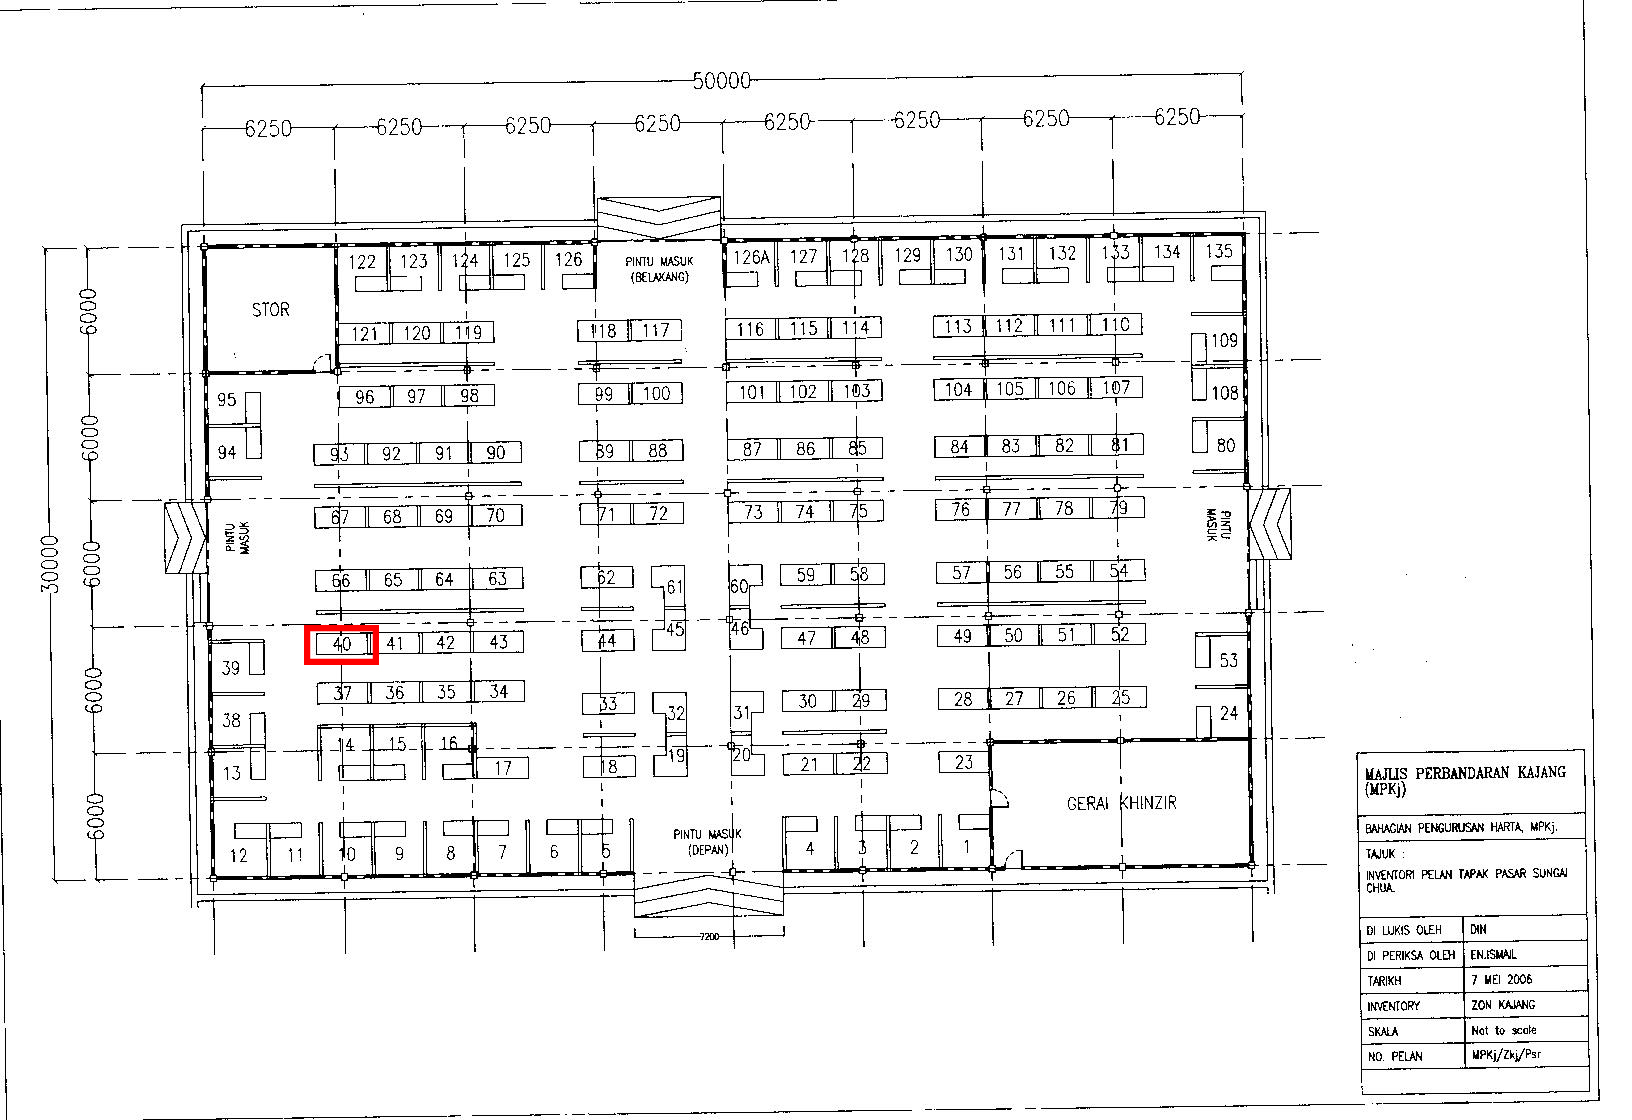 50000
6250 6250 6250 6250 6250 6250 6250 6250
122 123 124 125 126 PINTU MASUK 126A 127 128 129 130 131 132 133 134 135
(BELAKANG)
6000 STOR
121 120 119 118 117 116 115 114 113 112 111 110
109
95 96 97 98 99 100 101 102 103 104 105 106 107 108
6000 94 93 92 91 90 89 88 87 86 85 84 83 82 81 80
67 68 69 70 71 72 73 74 75 76 77 78 79
PINTU MASUK
PINTU MASUK
30000
6000
66 65 64 63 62 61 60 59 58 57 56 55 54
40 41 42 43 44 45 46 47 48 49 50 51 52
39 53
6000 37 36 35 34 33 32 31 30 29 28 27 26 25
38 24
14 15 16 19 20
13 17 18 21 22 23
MAJLIS PERBANDARAN KAJANG
(MPKj)
6000 GERAI KHINZIR
PINTU MASUK
(DEPAN)
12 11 10 9 8 7 6 5 4 3 2 1
7200
BAHAGIAN PENGURUSAN HARTA, MPKj.
TAJUK :
INVENTORI PELAN TAPAK PASAR SUNGAI
CHUA.
DI LUKIS OLEH DIN
DI PERIKSA OLEH EN.ISMAIL
TARIKH 7 MEI 2006
INVENTORY ZON KAJANG
SKALA Not to scale
NO. PELAN MPKj/Zkj/Psr